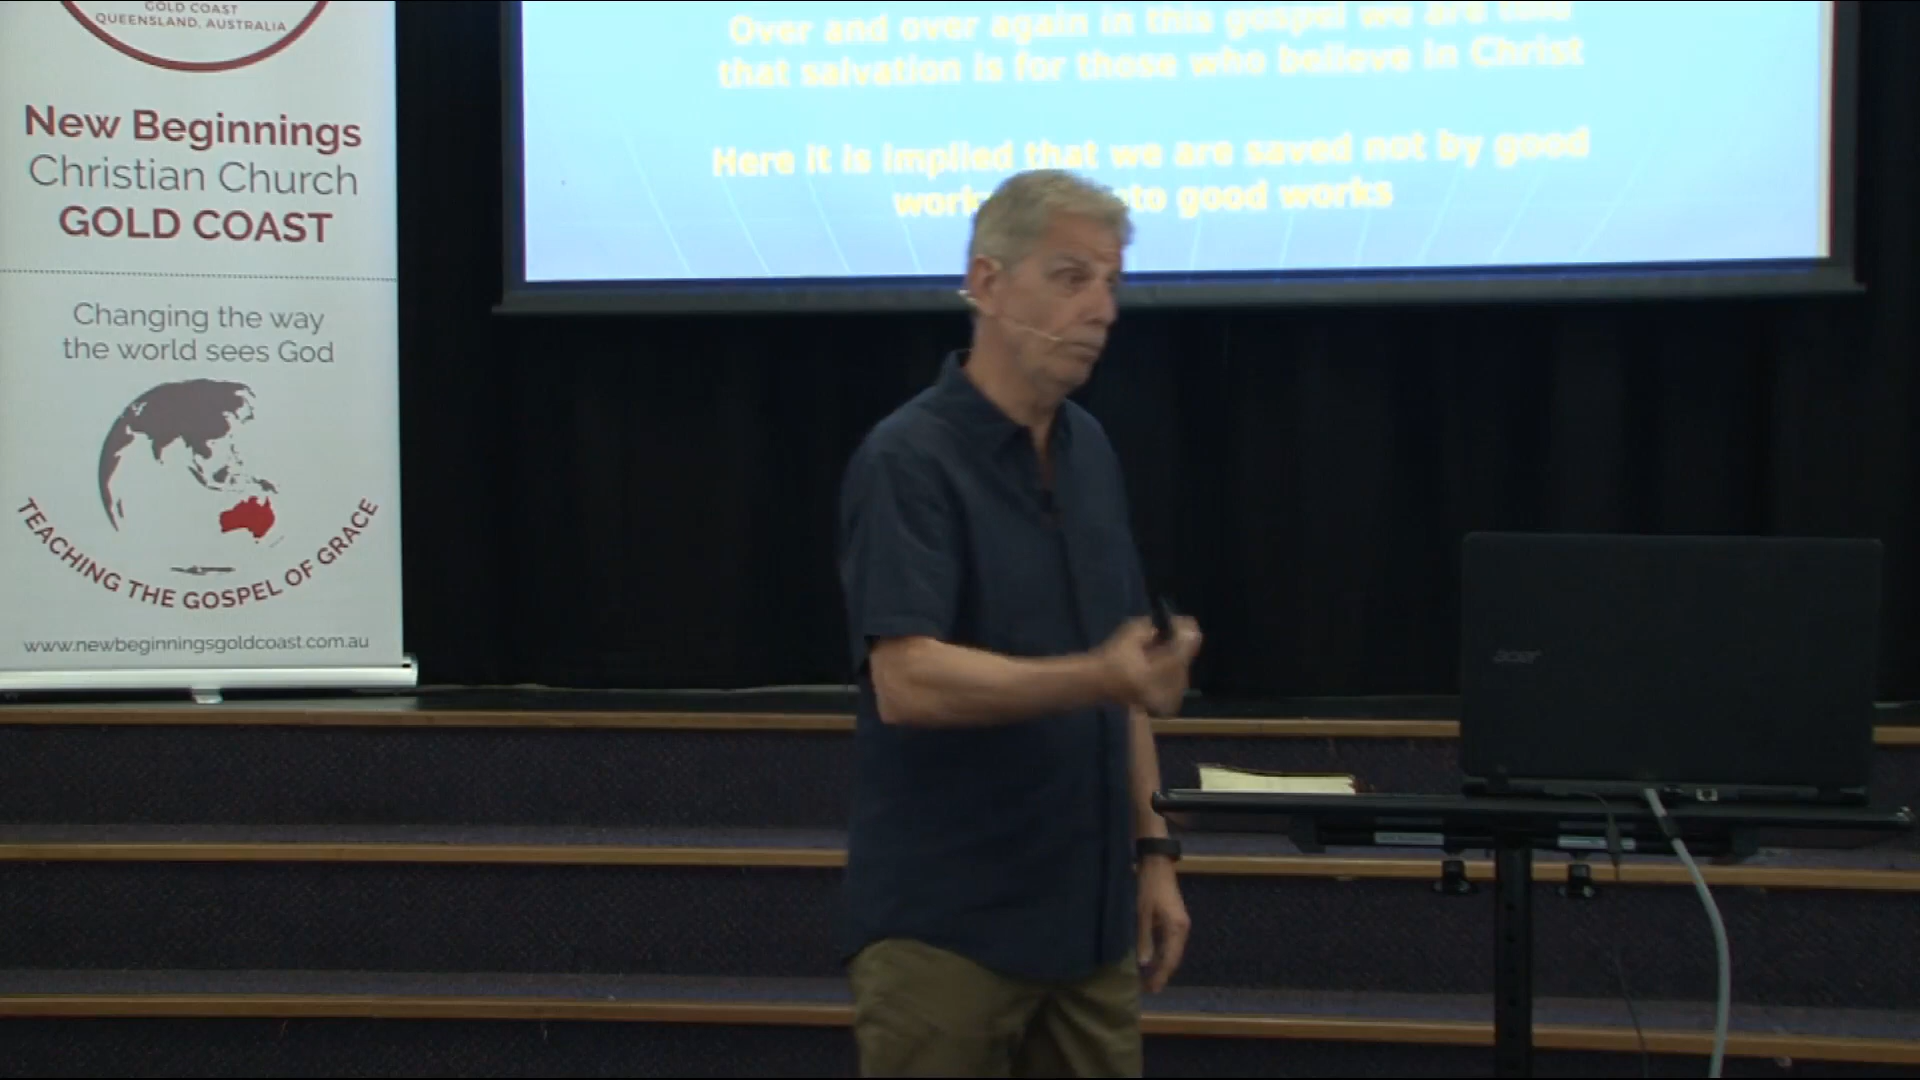 GOLD COAST
QUEENSLAND, AUSTRALIA
New Beginnings
Christian Church
GOLD COAST
Changing the way
the world sees God
TEACHING THE GOSPEL OF GRACE
www.newbeginningsgoldcoast.com.au
Over and over again in this gospel we are told
that salvation is for those who believe in Christ
Here it is implied that we are saved not by good
to good works
acer